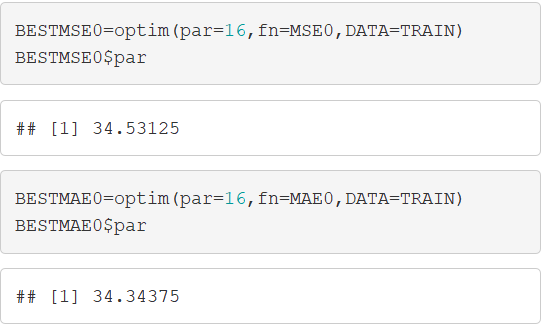 BESTMSE0=optim(par=16,fn=MSE0,DATA=TRAIN)
BESTMSE0$par
## [1] 34.53125
BESTMAE0=optim(par=16,fn=MAE0,DATA=TRAIN)
BESTMAE0$par
## [1] 34.34375